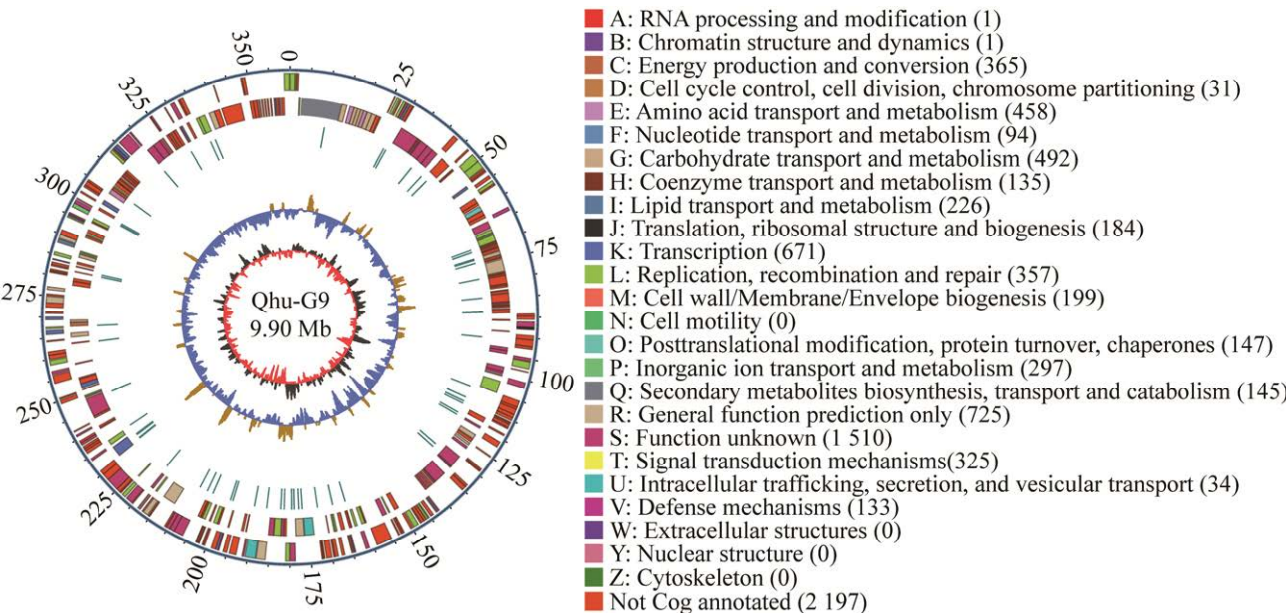 0
25
50
75
100
125
150
175
200
225
250
275
300
325
350
Qhu-G9
9.90 Mb
A: RNA processing and modification (1)
B: Chromatin structure and dynamics (1)
C: Energy production and conversion (365)
D: Cell cycle control, cell division, chromosome partitioning (31)
E: Amino acid transport and metabolism (458)
F: Nucleotide transport and metabolism (94)
G: Carbohydrate transport and metabolism (492)
H: Coenzyme transport and metabolism (135)
I: Lipid transport and metabolism (226)
J: Translation, ribosomal structure and biogenesis (184)
K: Transcription (671)
L: Replication, recombination and repair (357)
M: Cell wall/Membrane/Envelope biogenesis (199)
N: Cell motility (0)
O: Posttranslational modification, protein turnover, chaperones (147)
P: Inorganic ion transport and metabolism (297)
Q: Secondary metabolites biosynthesis, transport and catabolism (145)
R: General function prediction only (725)
S: Function unknown (1 510)
T: Signal transduction mechanisms(325)
U: Intracellular trafficking, secretion, and vesicular transport (34)
V: Defense mechanisms (133)
W: Extracellular structures (0)
Y: Nuclear structure (0)
Z: Cytoskeleton (0)
Not Cog annotated (2 197)